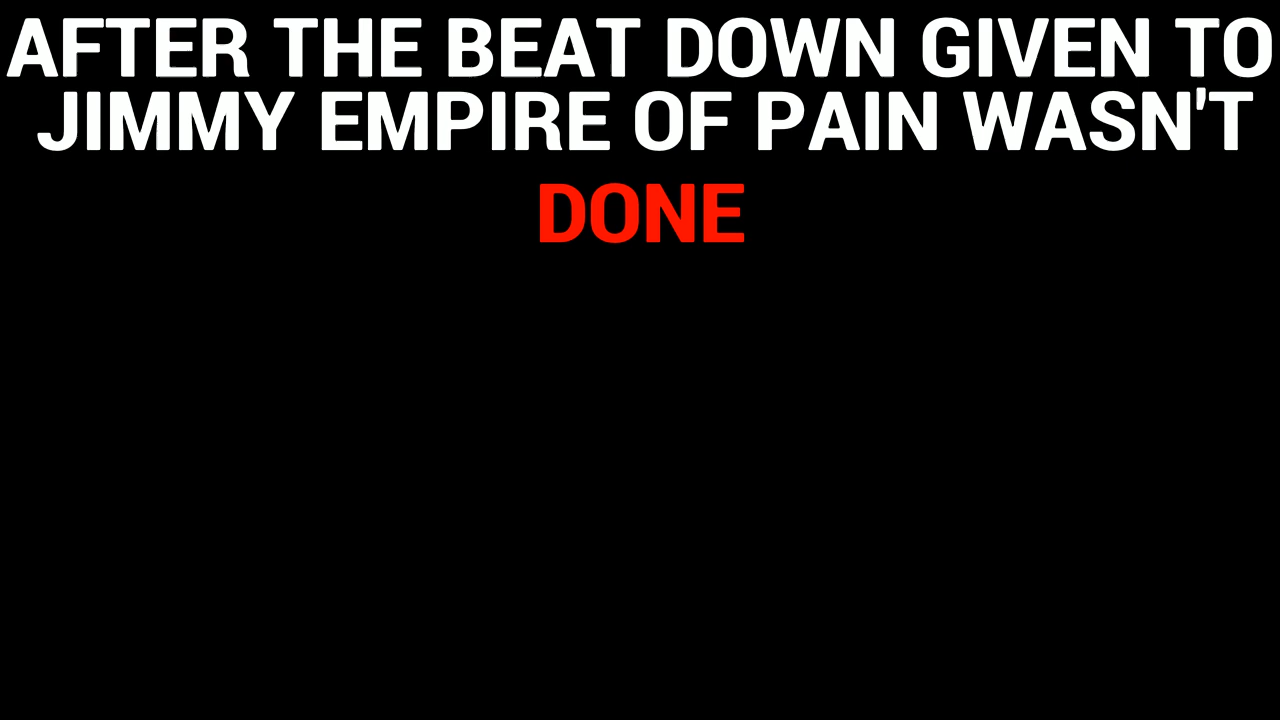 AFTER THE BEAT DOWN GIVEN TO
JIMMY EMPIRE OF PAIN WASN'T
DONE